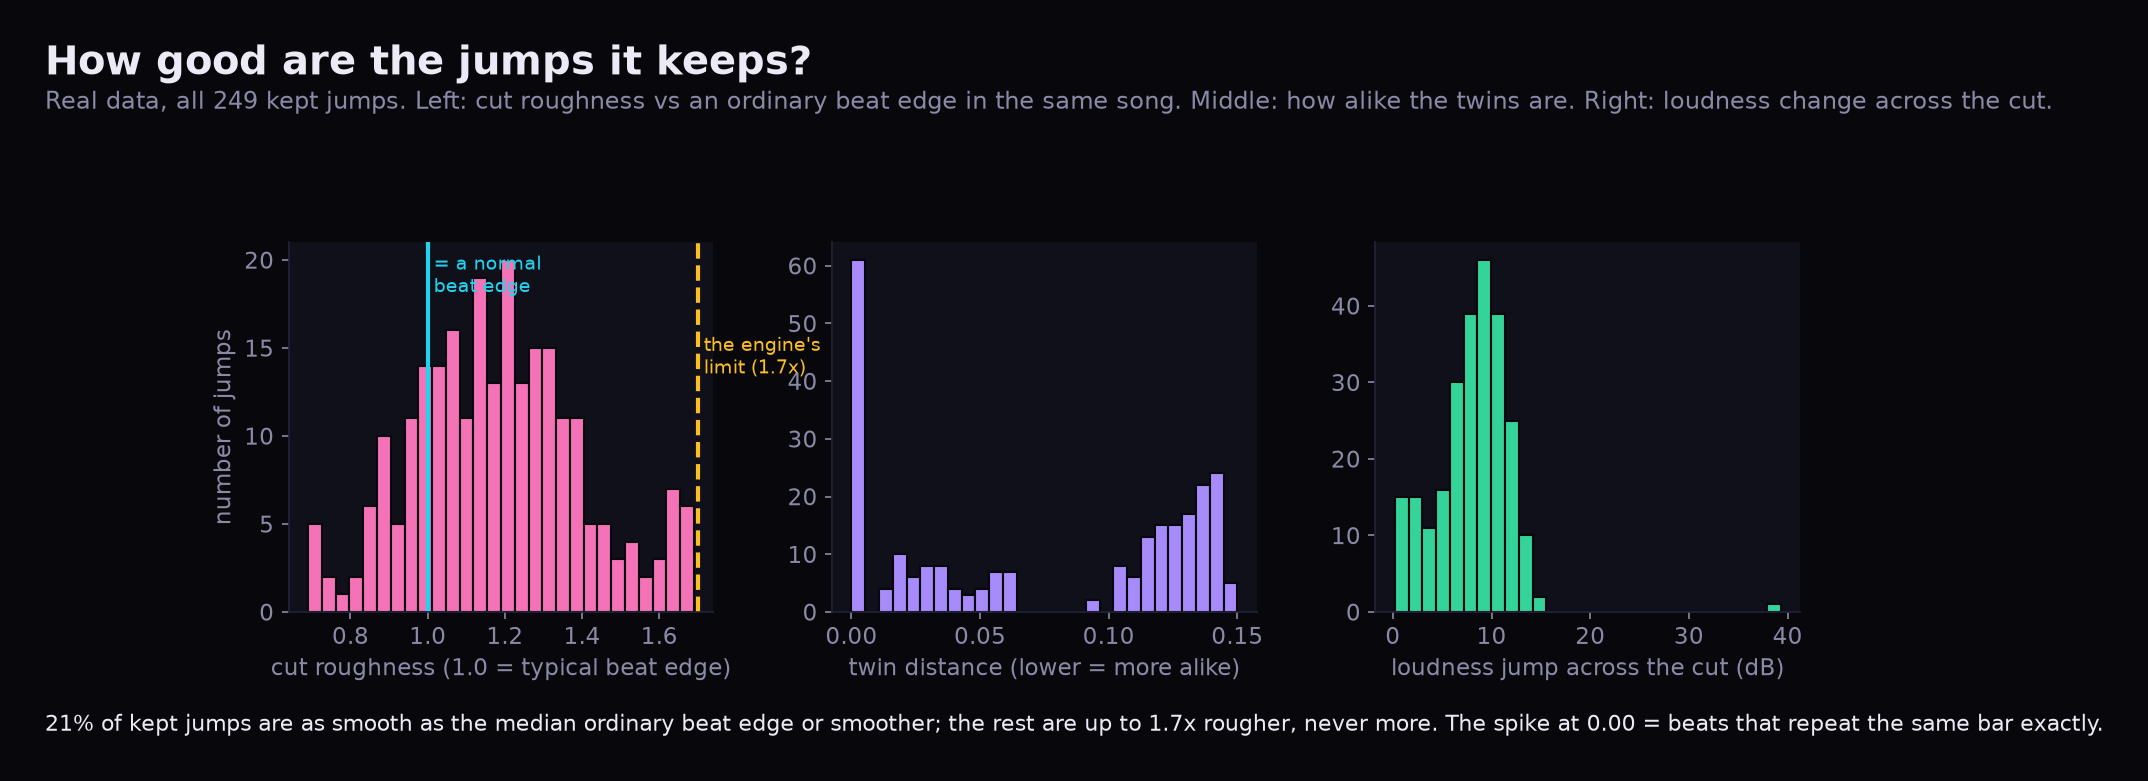 How good are the jumps it keeps?
Real data, all 249 kept jumps. Left: cut roughness vs an ordinary beat edge in the same song. Middle: how alike the twins are. Right: loudness change across the cut.
number of jumps
20
15
10
5
0
= a normal
beat edge
the engine's
limit (1.7x)
0.8 1.0 1.2 1.4 1.6
cut roughness (1.0 = typical beat edge)
60
50
40
30
20
10
0
0.00 0.05 0.10 0.15
twin distance (lower = more alike)
40
30
20
10
0
0 10 20 30 40
loudness jump across the cut (dB)
21% of kept jumps are as smooth as the median ordinary beat edge or smoother; the rest are up to 1.7x rougher, never more. The spike at 0.00 = beats that repeat the same bar exactly.